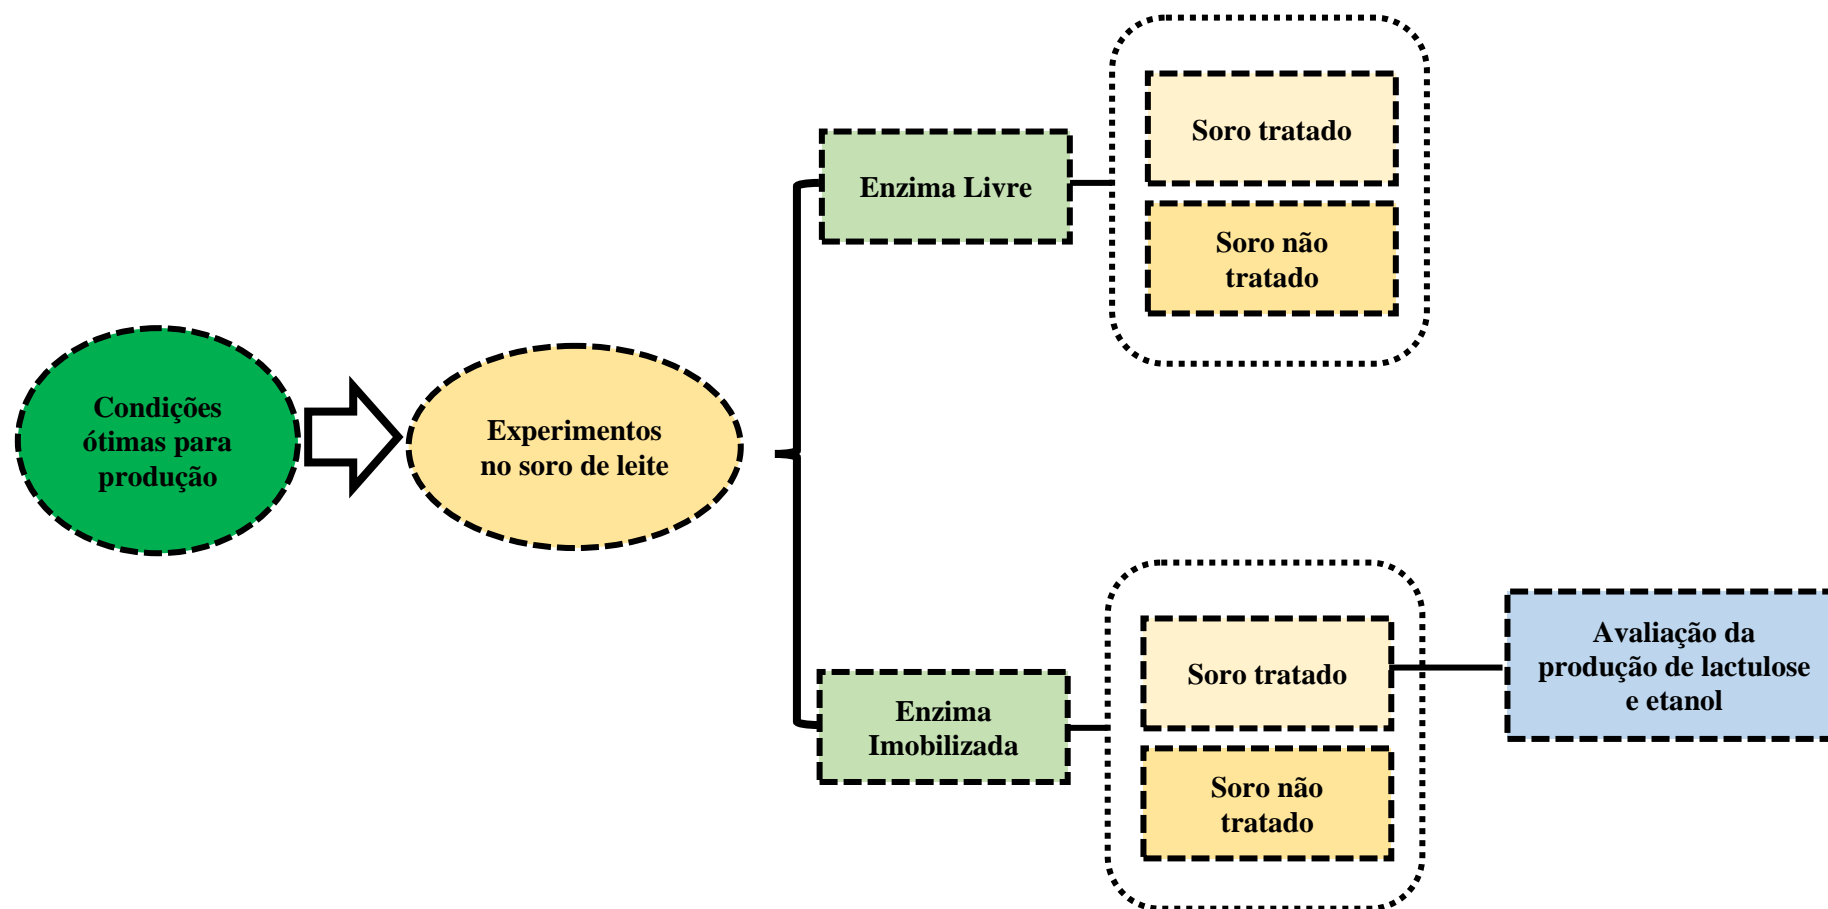 Condições
ótimas para
produção
Experimentos
no soro de leite
Enzima Livre
Soro tratado
Soro não
tratado
Enzima
Imobilizada
Soro tratado
Soro não
tratado
Avaliação da
produção de lactulose
e etanol